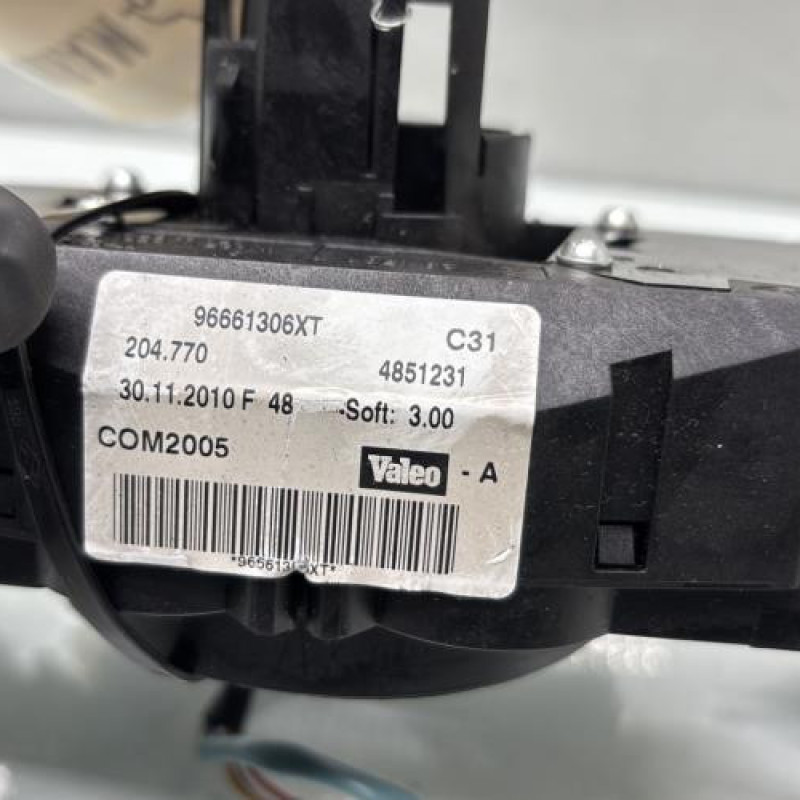 96661306XT
C31
204.770
4851231
30.11.2010 F 48 -Soft: 3.00
COM2005
Valeo - A